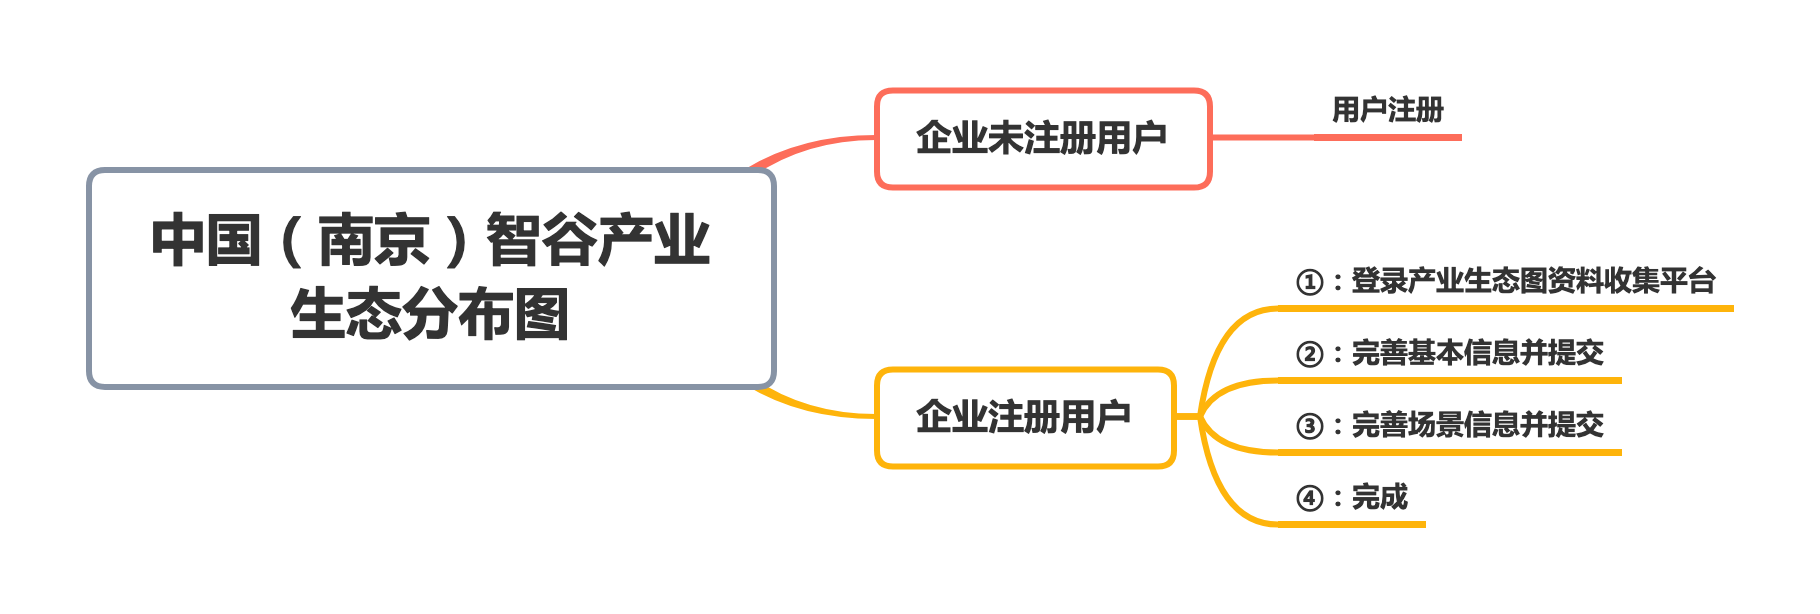 中国（南京）智谷产业
生态分布图
企业未注册用户
用户注册
企业注册用户
①：登录产业生态图资料收集平台
②：完善基本信息并提交
③：完善场景信息并提交
④：完成